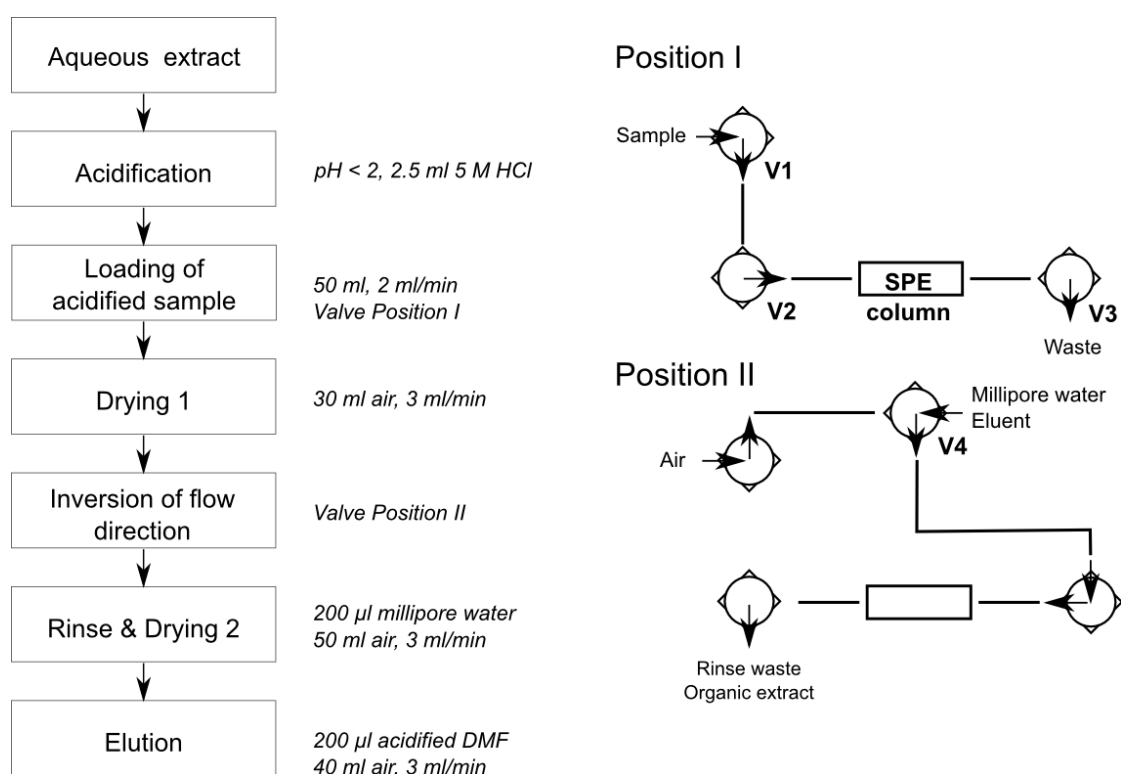 Aqueous extract
Acidification
pH < 2, 2.5 ml 5 M HCl
Loading of
acidified sample
50 ml, 2 ml/min
Valve Position I
Drying 1
30 ml air, 3 ml/min
Inversion of flow
direction
Valve Position II
Rinse & Drying 2
200 µl millipore water
50 ml air, 3 ml/min
Elution
200 µl acidified DMF
40 ml air, 3 ml/min
Position I
Sample
V1
V2
SPE
column
V3
Waste
Position II
Millipore water
Eluent
V4
Air
Rinse waste
Organic extract